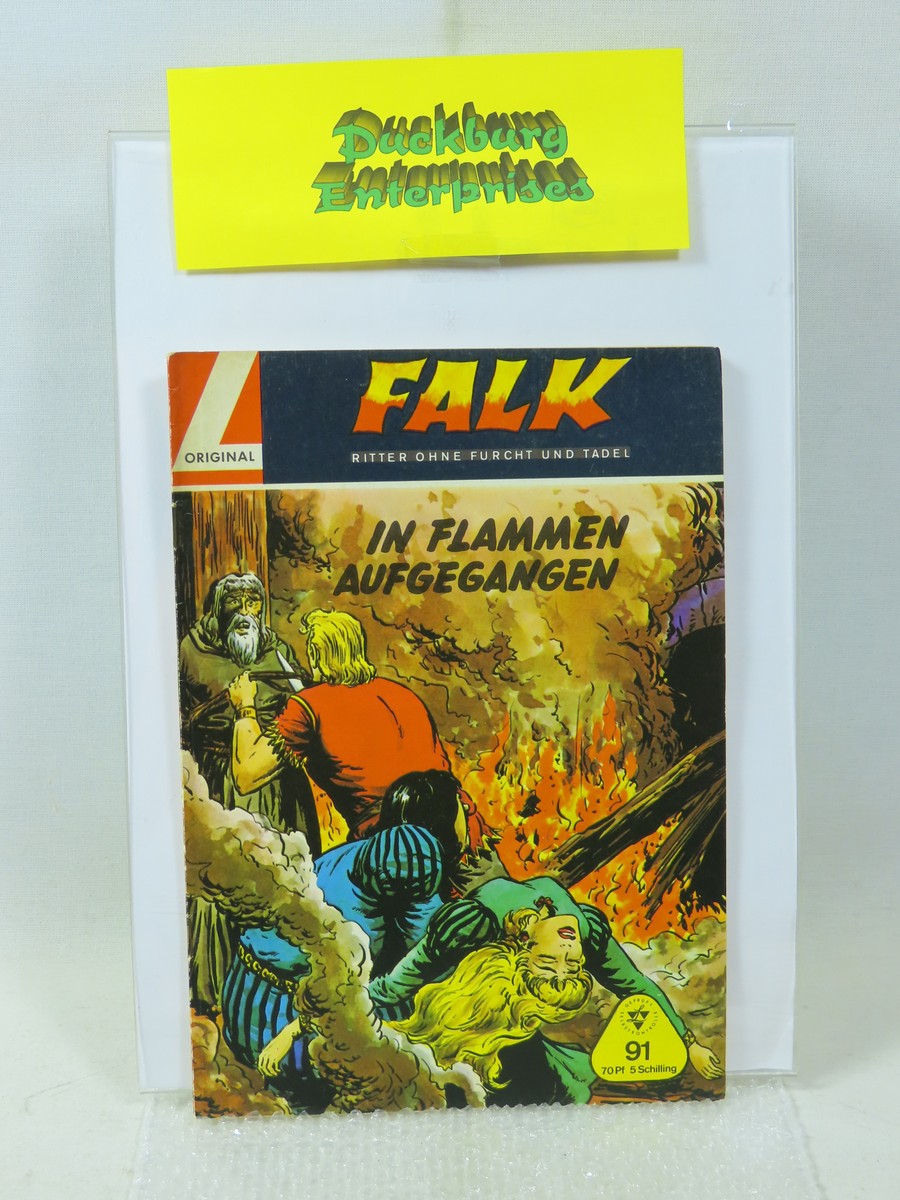 Duckburg
Enterprises
FALK
ORIGINAL
RITTER OHNE FURCHT UND TADEL
IN FLAMMEN
AUFGEGANGEN
91
70 Pf 5 Schilling